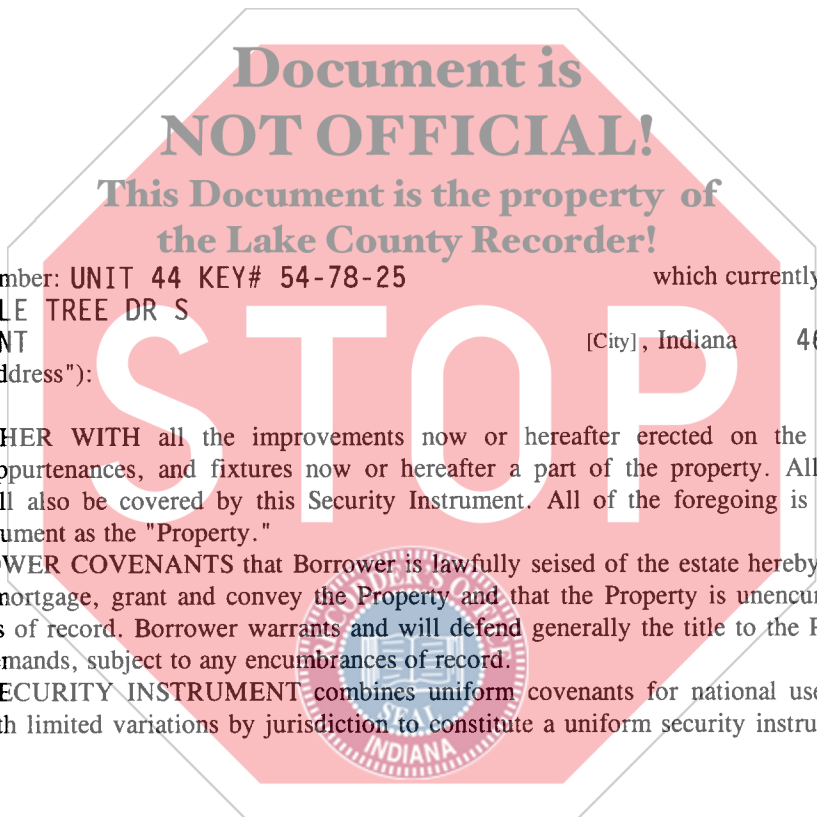 Document is
NOT OFFICIAL!
This Document is the property of
the Lake County Recorder!
mber: UNIT 44 KEY# 54-78-25 which currently
LE TREE DR S
NT [City], Indiana 46
ddress"):
STOP
HER WITH all the improvements now or hereafter erected on the
ppurtenances, and fixtures now or hereafter a part of the property. All
ll also be covered by this Security Instrument. All of the foregoing is
ument as the "Property."
WER COVENANTS that Borrower is lawfully seised of the estate hereby
mortgage, grant and convey the Property and that the Property is unencu
s of record. Borrower warrants and will defend generally the title to the P
mands, subject to any encumbrances of record.
ECURITY INSTRUMENT combines uniform covenants for national use
th limited variations by jurisdiction to constitute a uniform security instru
RECORDER'S OFFICE
SEAL
INDIANA